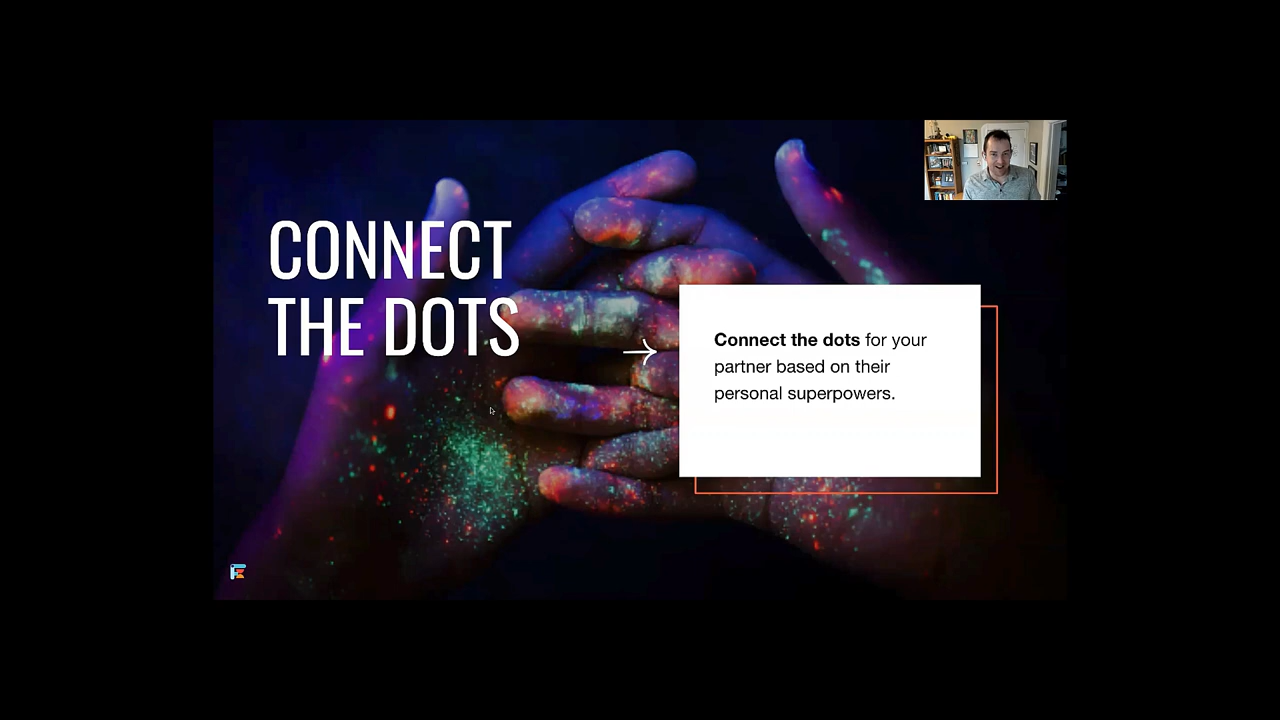 CONNECT
THE DOTS
Connect the dots for your
partner based on their
personal superpowers.